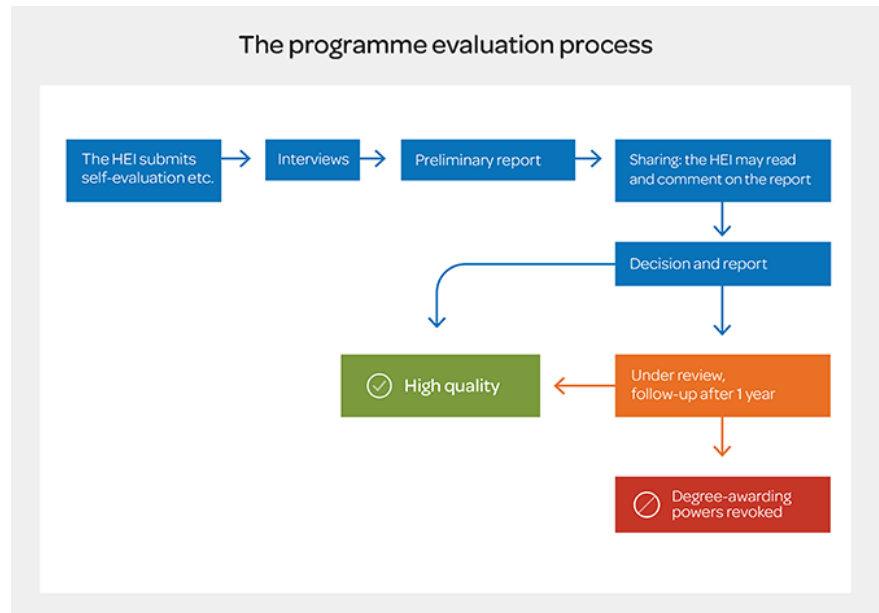 The programme evaluation process
The HEI submits
self-evaluation etc.
Interviews
Preliminary report
Sharing: the HEI may read
and comment on the report
Decision and report
High quality
Under review,
follow-up after 1 year
Degree-awarding
powers revoked